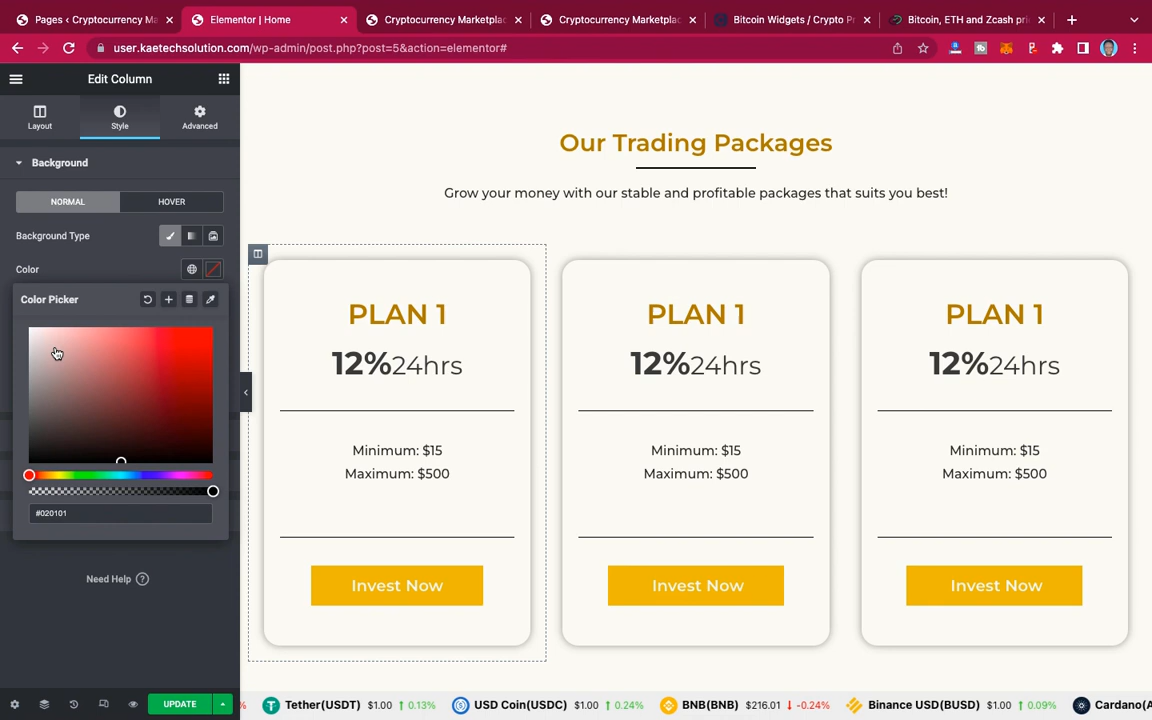 Pages ‹ Cryptocurrency Ma
Elementor | Home
Cryptocurrency Marketplac
Cryptocurrency Marketplac
Bitcoin Widgets / Crypto Pr
Bitcoin, ETH and Zcash pri
user.kaetechsolution.com/wp-admin/post.php?post=5&action=elementor#
Edit Column
Layout
Style
Advanced
Background
NORMAL
HOVER
Background Type
Color
Color Picker
#020101
Need Help
UPDATE
Our Trading Packages
Grow your money with our stable and profitable packages that suits you best!
PLAN 1
12%24hrs
Minimum: $15
Maximum: $500
Invest Now
PLAN 1
12%24hrs
Minimum: $15
Maximum: $500
Invest Now
PLAN 1
12%24hrs
Minimum: $15
Maximum: $500
Invest Now
% Tether(USDT) $1.00 ↑ 0.13% USD Coin(USDC) $1.00 ↑ 0.24% BNB(BNB) $216.01 ↓ -0.24% Binance USD(BUSD) $1.00 ↑ 0.09% Cardano(A